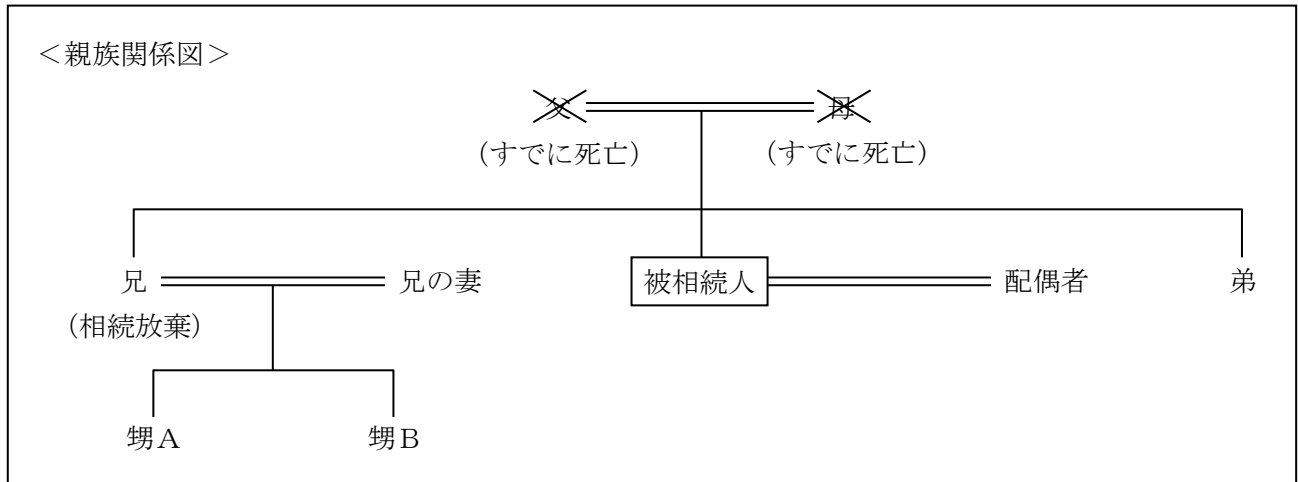 ＜親族関係図＞
父 母
（すでに死亡） （すでに死亡）
兄 兄の妻 被相続人 配偶者 弟
（相続放棄）
甥Ａ 甥Ｂ